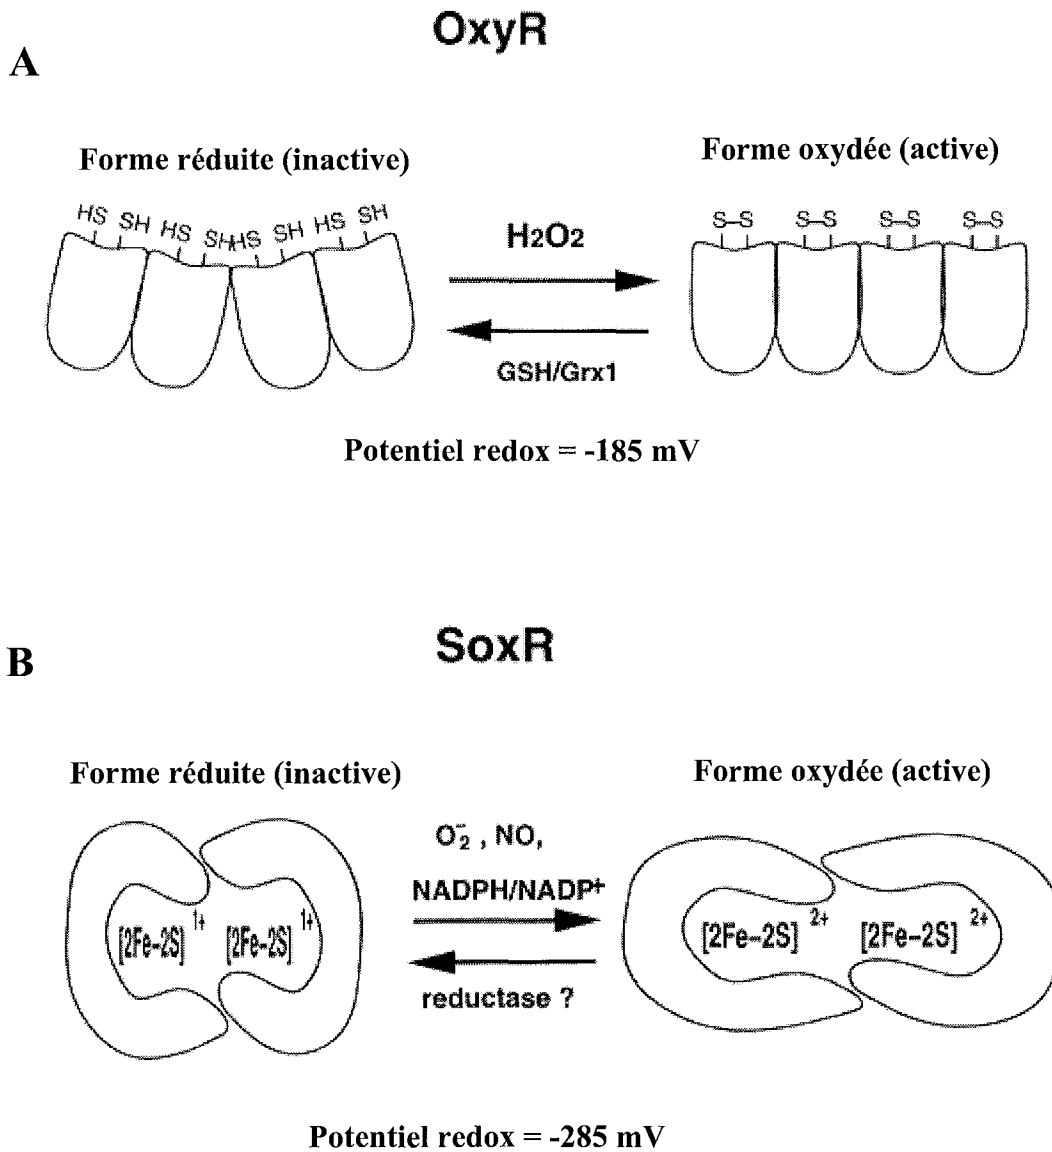 OxyR
A
Forme réduite (inactive)
Forme oxydée (active)
HS SH HS SH HS SH HS SH
S–S S–S S–S S–S
H2O2
GSH/Grx1
Potentiel redox = -185 mV
SoxR
B
Forme réduite (inactive)
Forme oxydée (active)
O2⁻ , NO,
NADPH/NADP+
[2Fe–2S] 1+ [2Fe–2S] 1+
[2Fe–2S] 2+ [2Fe–2S] 2+
reductase ?
Potentiel redox = -285 mV